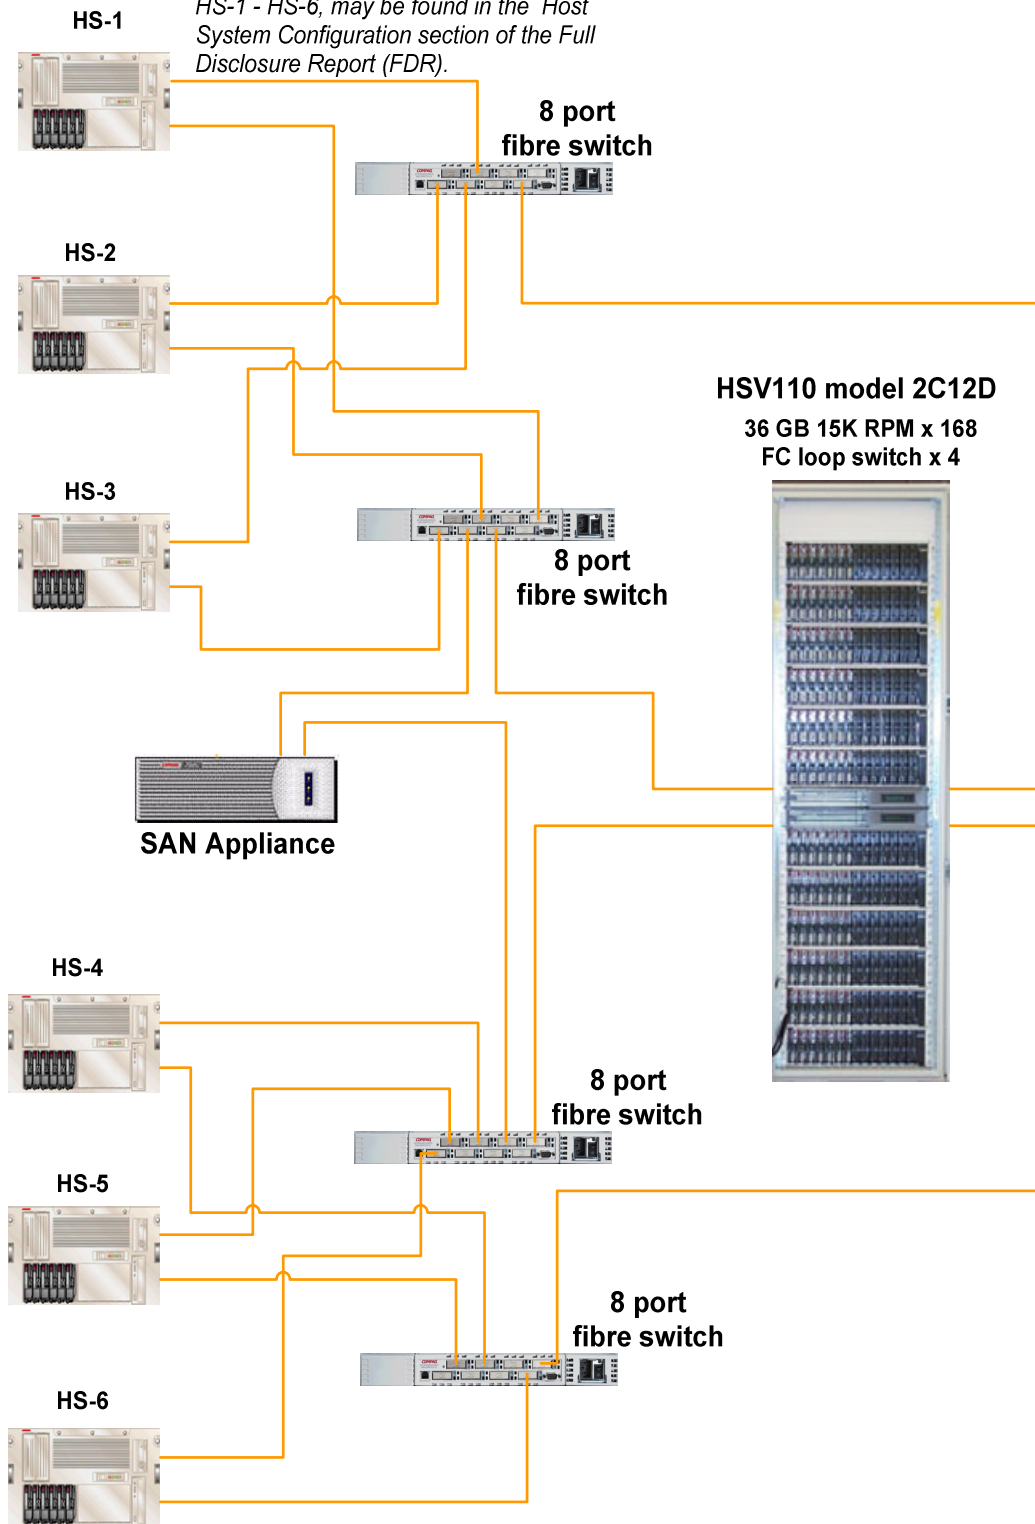 HS-1
HS-1 - HS-6, may be found in the Host
System Configuration section of the Full
Disclosure Report (FDR).
8 port
fibre switch
HS-2
HSV110 model 2C12D
36 GB 15K RPM x 168
FC loop switch x 4
HS-3
8 port
fibre switch
SAN Appliance
HS-4
8 port
fibre switch
HS-5
8 port
fibre switch
HS-6